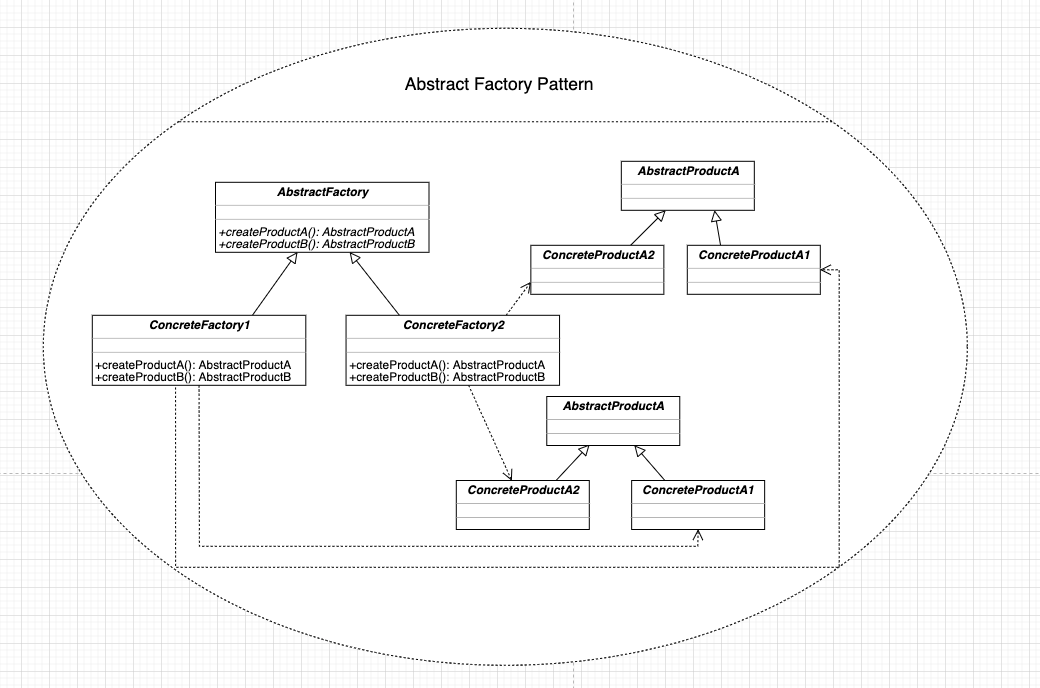 Abstract Factory Pattern
AbstractProductA
AbstractFactory
+createProductA(): AbstractProductA
+createProductB(): AbstractProductB
ConcreteProductA2
ConcreteProductA1
ConcreteFactory1
+createProductA(): AbstractProductA
+createProductB(): AbstractProductB
ConcreteFactory2
+createProductA(): AbstractProductA
+createProductB(): AbstractProductB
AbstractProductA
ConcreteProductA2
ConcreteProductA1